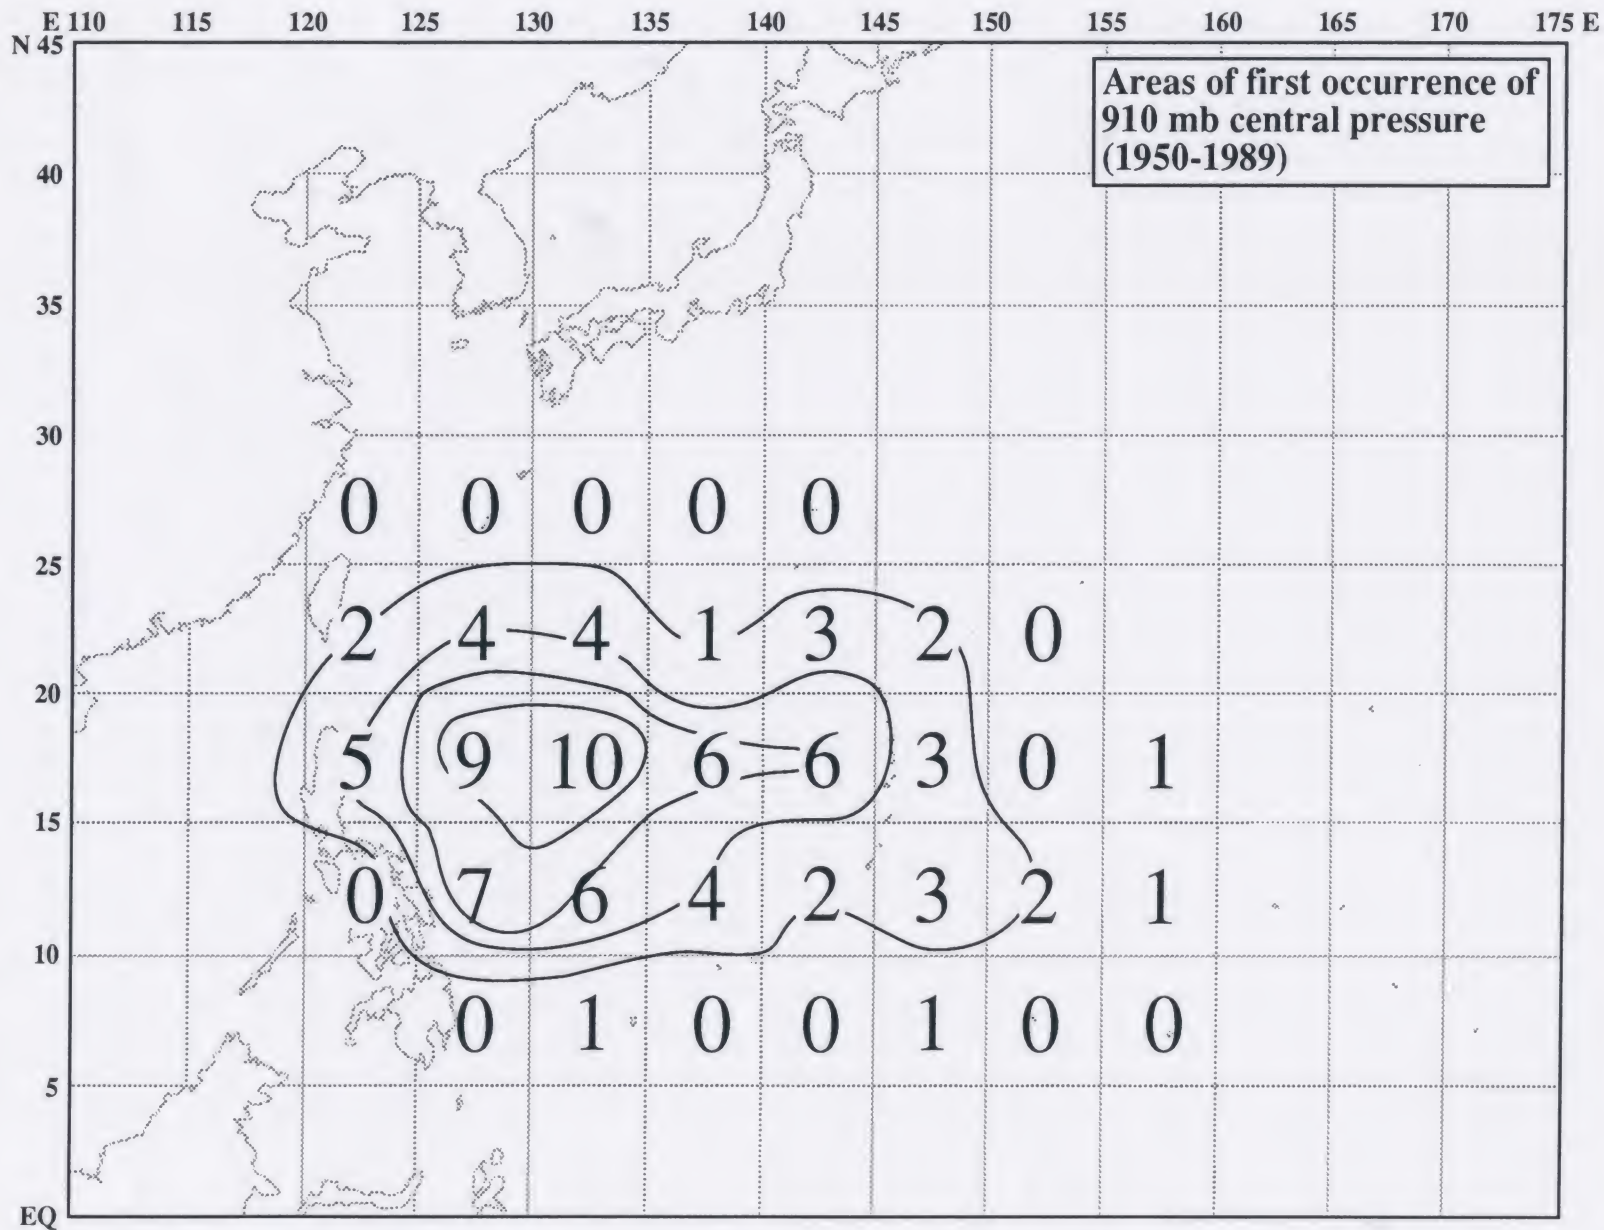 E 110 115 120 125 130 135 140 145 150 155 160 165 170 175 E
N 45
Areas of first occurrence of
910 mb central pressure
(1950-1989)
40
35
30
0 0 0 0 0
25
2 4 4 1 3 2 0
20
5 9 10 6 6 3 0 1
15
0 7 6 4 2 3 2 1
10
0 1 0 0 1 0 0
5
EQ